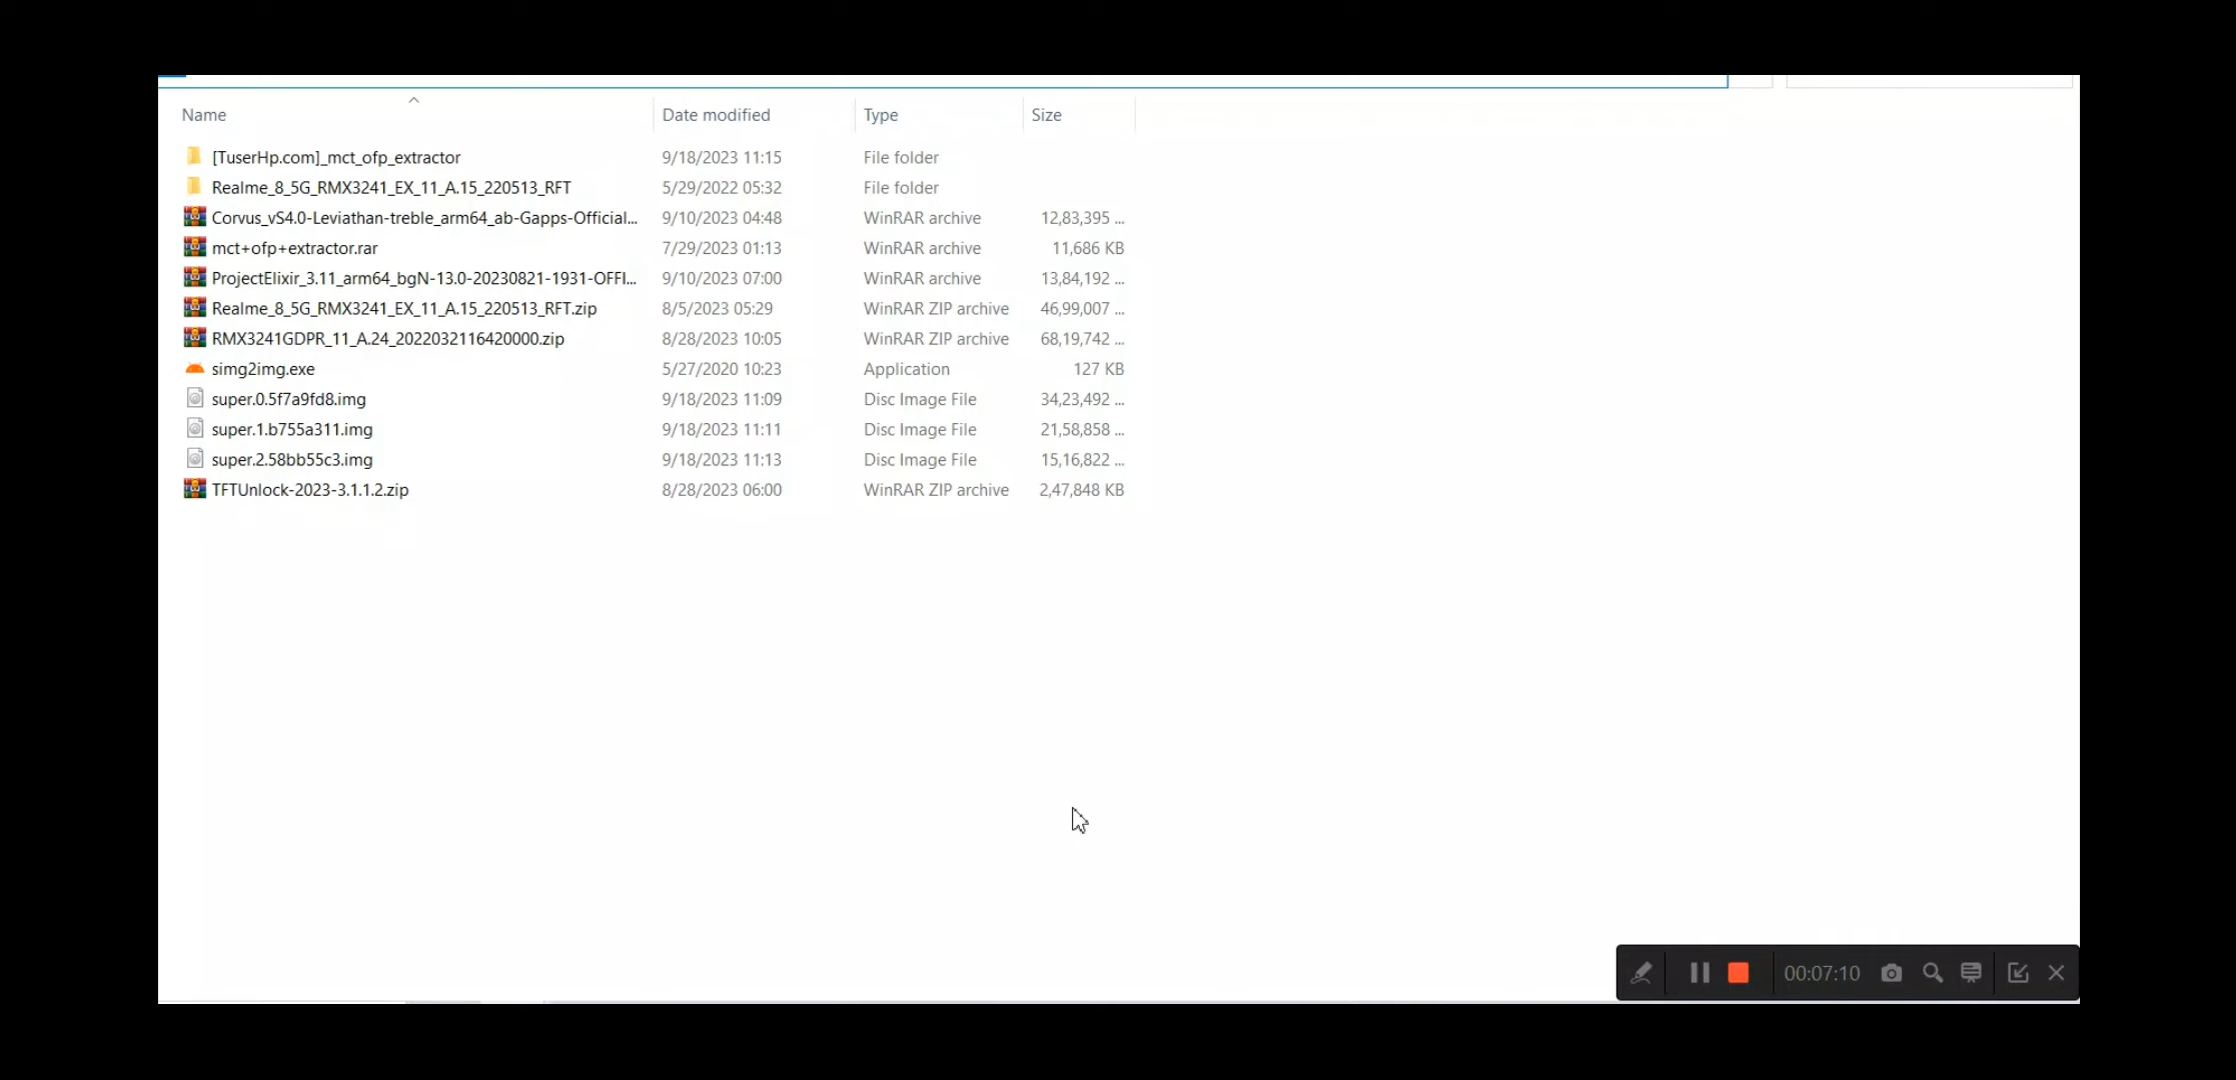 Name Date modified Type Size
[TuserHp.com]_mct_ofp_extractor 9/18/2023 11:15 File folder
Realme_8_5G_RMX3241_EX_11_A.15_220513_RFT 5/29/2022 05:32 File folder
Corvus_vS4.0-Leviathan-treble_arm64_ab-Gapps-Official... 9/10/2023 04:48 WinRAR archive 12,83,395 ...
mct+ofp+extractor.rar 7/29/2023 01:13 WinRAR archive 11,686 KB
ProjectElixir_3.11_arm64_bgN-13.0-20230821-1931-OFFI... 9/10/2023 07:00 WinRAR archive 13,84,192 ...
Realme_8_5G_RMX3241_EX_11_A.15_220513_RFT.zip 8/5/2023 05:29 WinRAR ZIP archive 46,99,007 ...
RMX3241GDPR_11_A.24_2022032116420000.zip 8/28/2023 10:05 WinRAR ZIP archive 68,19,742 ...
simg2img.exe 5/27/2020 10:23 Application 127 KB
super.0.5f7a9fd8.img 9/18/2023 11:09 Disc Image File 34,23,492 ...
super.1.b755a311.img 9/18/2023 11:11 Disc Image File 21,58,858 ...
super.2.58bb55c3.img 9/18/2023 11:13 Disc Image File 15,16,822 ...
TFTUnlock-2023-3.1.1.2.zip 8/28/2023 06:00 WinRAR ZIP archive 2,47,848 KB
00:07:10